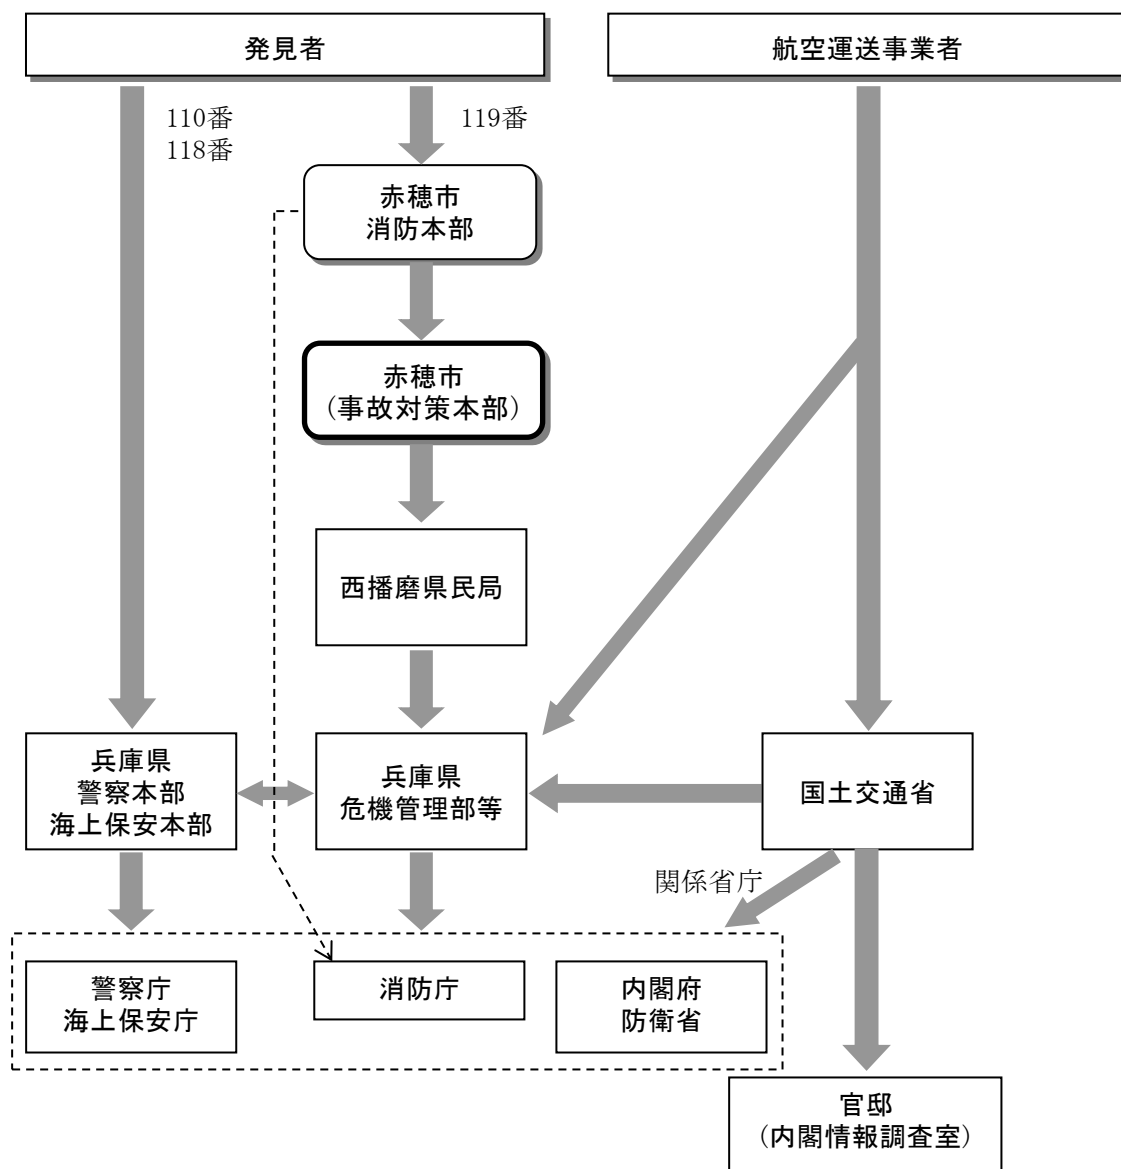 発見者
航空運送事業者
110番
118番
119番
赤穂市
消防本部
赤穂市
(事故対策本部)
西播磨県民局
兵庫県
警察本部
海上保安本部
兵庫県
危機管理部等
国土交通省
関係省庁
警察庁
海上保安庁
消防庁
内閣府
防衛省
官邸
(内閣情報調査室)